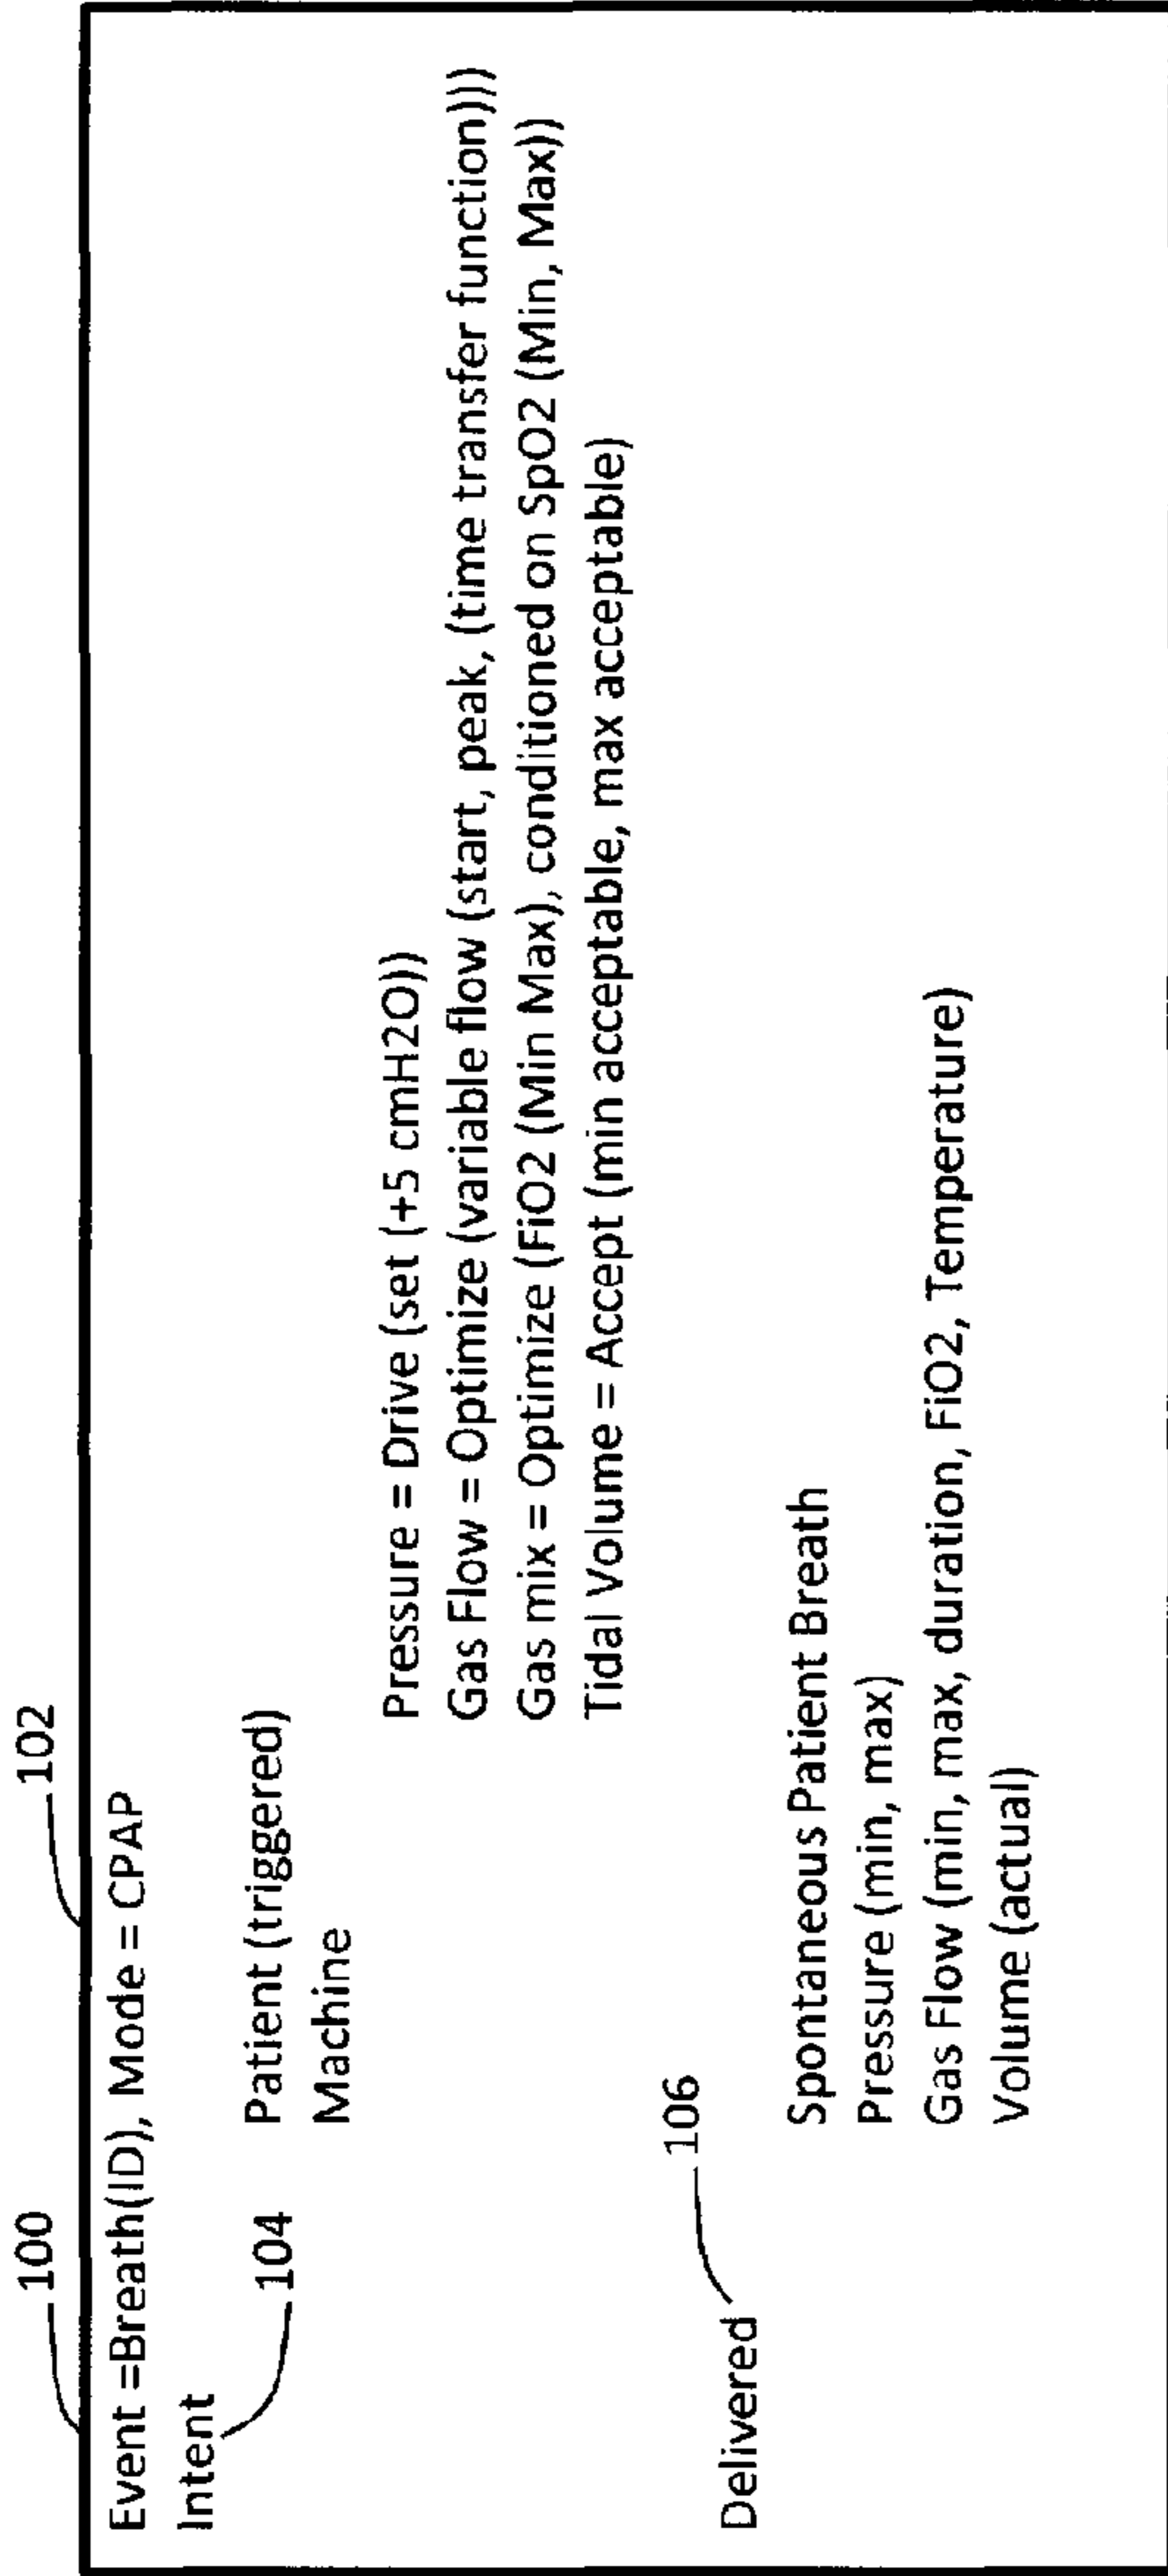 100 102
Event =Breath(ID), Mode = CPAP
Intent
104 Patient (triggered)
Machine
Pressure = Drive (set (+5 cmH2O))
Gas Flow = Optimize (variable flow (start, peak, (time transfer function))))
Gas mix = Optimize (FiO2 (Min Max), conditioned on SpO2 (Min, Max))
Tidal Volume = Accept (min acceptable, max acceptable)
106
Delivered
Spontaneous Patient Breath
Pressure (min, max)
Gas Flow (min, max, duration, FiO2, Temperature)
Volume (actual)